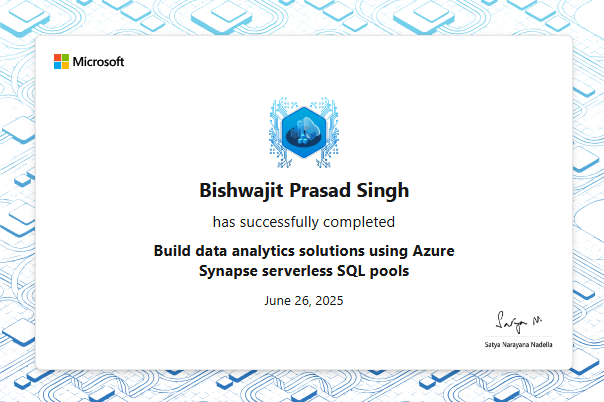 Microsoft
Bishwajit Prasad Singh
has successfully completed
Build data analytics solutions using Azure
Synapse serverless SQL pools
June 26, 2025
Satya N.
Satya Narayana Nadella